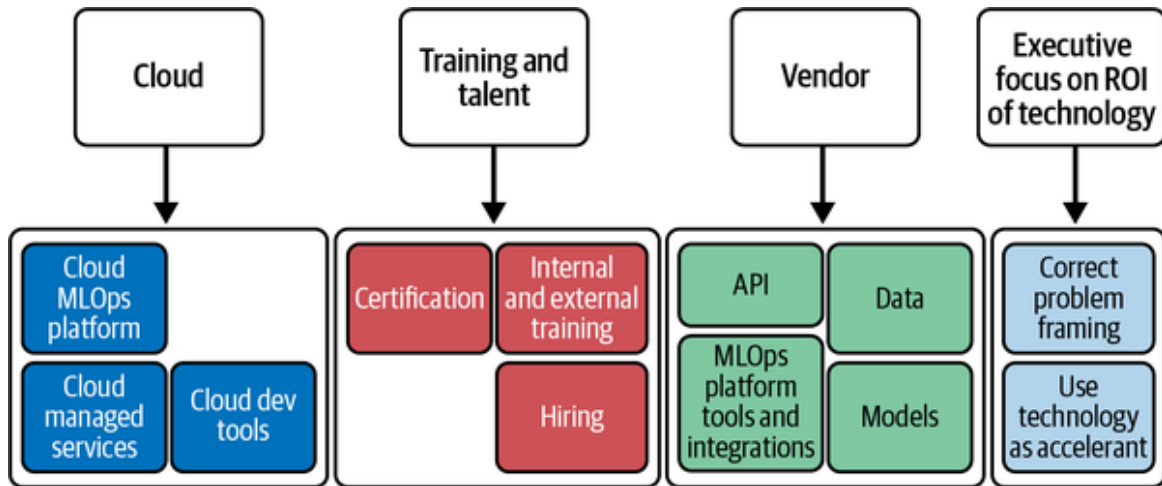 Cloud
Training and
talent
Vendor
Executive
focus on ROI
of technology
Cloud
MLOps
platform
Cloud
managed
services
Cloud dev
tools
Certification
Internal
and external
training
Hiring
API
Data
MLOps
platform
tools and
integrations
Models
Correct
problem
framing
Use
technology
as accelerant